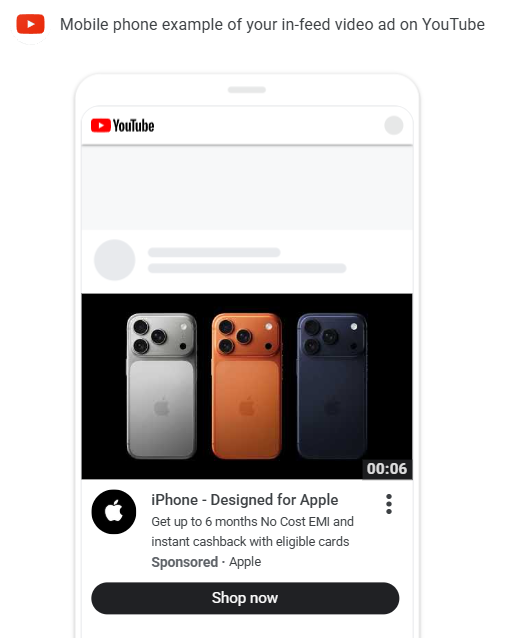 Mobile phone example of your in-feed video ad on YouTube
YouTube
00:06
iPhone - Designed for Apple
Get up to 6 months No Cost EMI and
instant cashback with eligible cards
Sponsored · Apple
Shop now